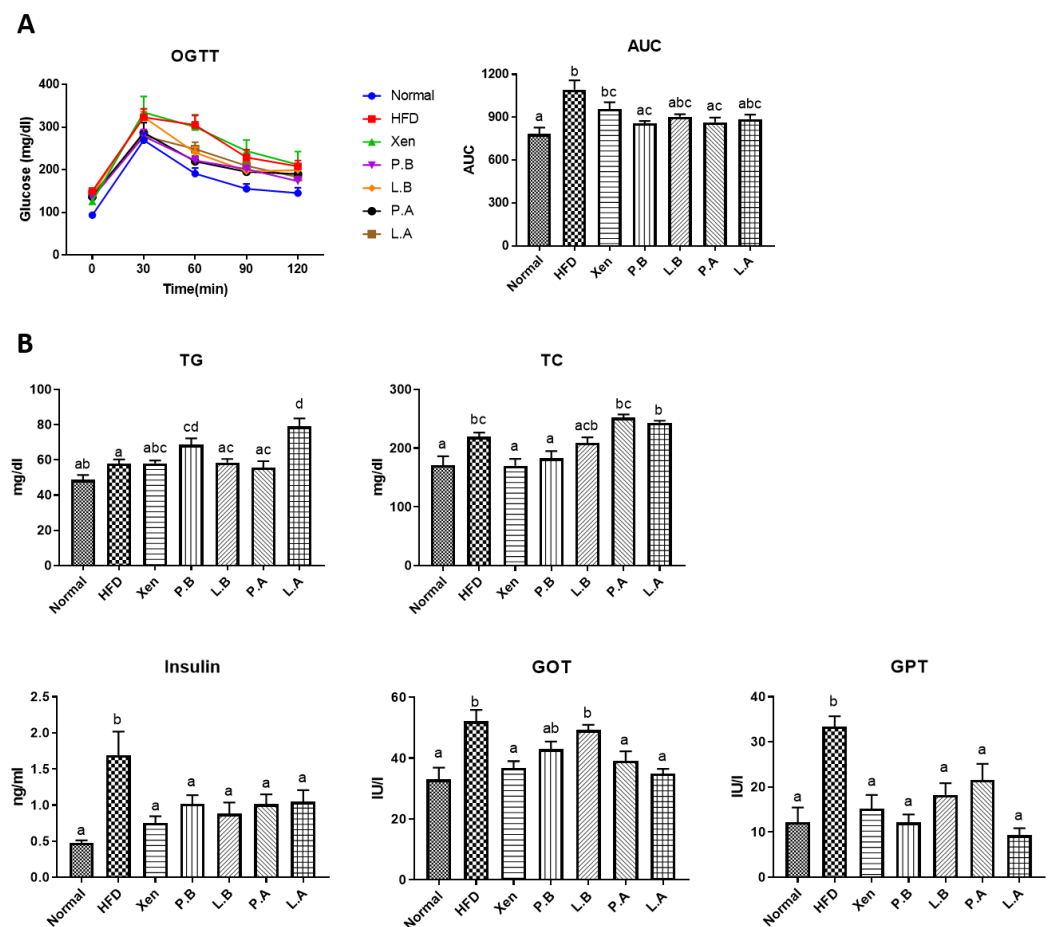 A
OGTT
Glucose (mg/dl)
400
300
200
100
0
0 30 60 90 120
Time(min)
Normal
HFD
Xen
P.B
L.B
P.A
L.A
AUC
AUC
1200
900
600
300
0
a b bc ac abc ac abc
Normal HFD Xen P.B L.B P.A L.A
B
TG
mg/dl
100
80
60
40
20
0
ab a abc cd ac ac d
Normal HFD Xen P.B L.B P.A L.A
TC
mg/dl
300
200
100
0
a bc a a acb bc b
Normal HFD Xen P.B L.B P.A L.A
Insulin
ng/ml
2.5
2.0
1.5
1.0
0.5
0.0
a b a a a a a
Normal HFD Xen P.B L.B P.A L.A
GOT
IU/l
60
40
20
0
a b a ab b a a
Normal HFD Xen P.B L.B P.A L.A
GPT
IU/l
40
30
20
10
0
a b a a a a a
Normal HFD Xen P.B L.B P.A L.A